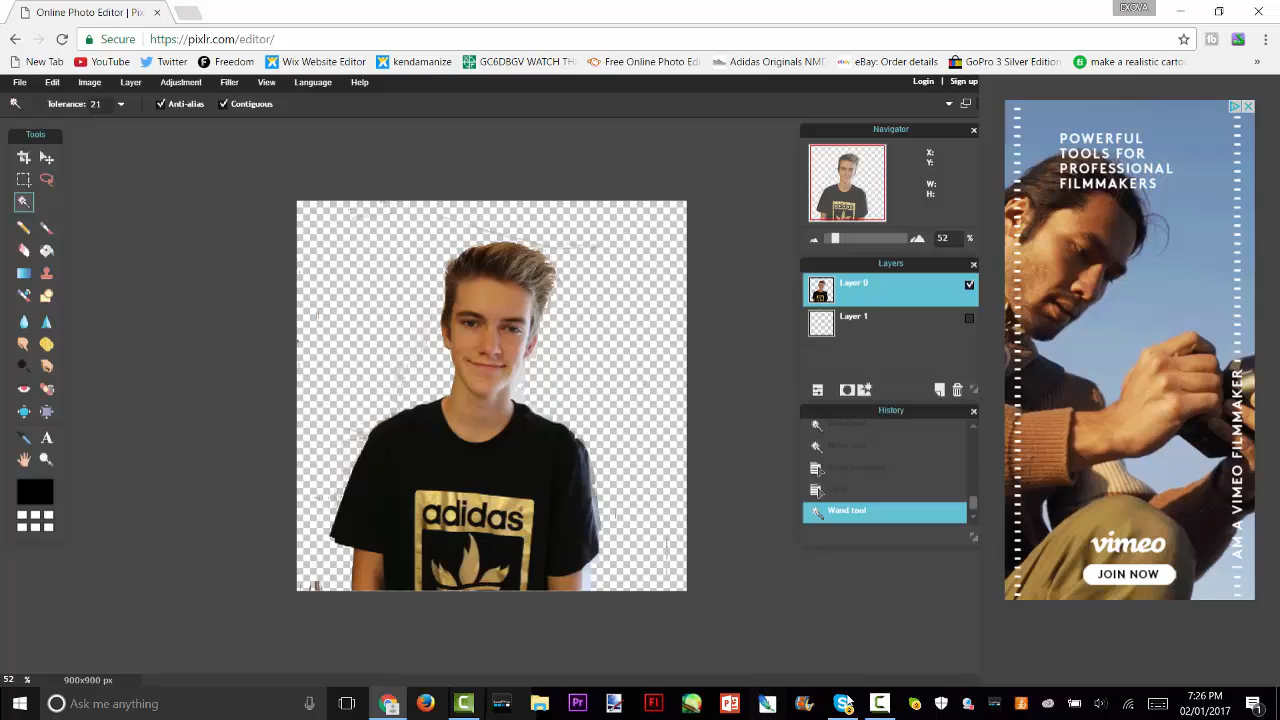 Online Photo Editor | Pix
EXOVA
Secure
https://pixlr.com/editor/
New Tab
YouTube
Twitter
Freedom
Wix Website Editor
kendamanize
GC6DBGV WATCH TH
Free Online Photo Ed
Adidas Originals NMD
eBay: Order details
GoPro 3 Silver Edition
make a realistic carto
File Edit Image Layer Adjustment Filter View Language Help
Login Sign up
Tolerance: 21 Anti-alias Contiguous
Tools
Navigator
X:
Y:
W:
H:
52 %
Layers
Layer 0
Layer 1
History
Wand tool
adidas
POWERFUL
TOOLS FOR
PROFESSIONAL
FILMMAKERS
I AM A VIMEO FILMMAKER
vimeo
JOIN NOW
52 % 900x900 px
Ask me anything
7:26 PM
02/01/2017